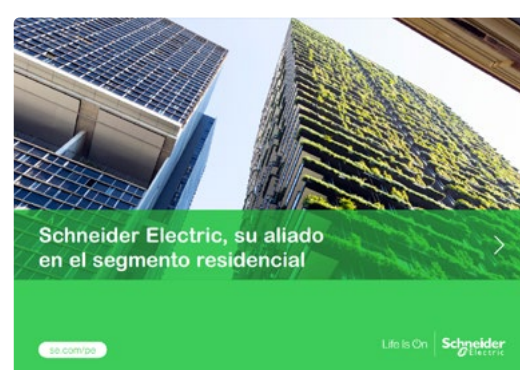 Schneider Electric, su aliado
en el segmento residencial
se.com/pe
Life Is On
Schneider
Electric